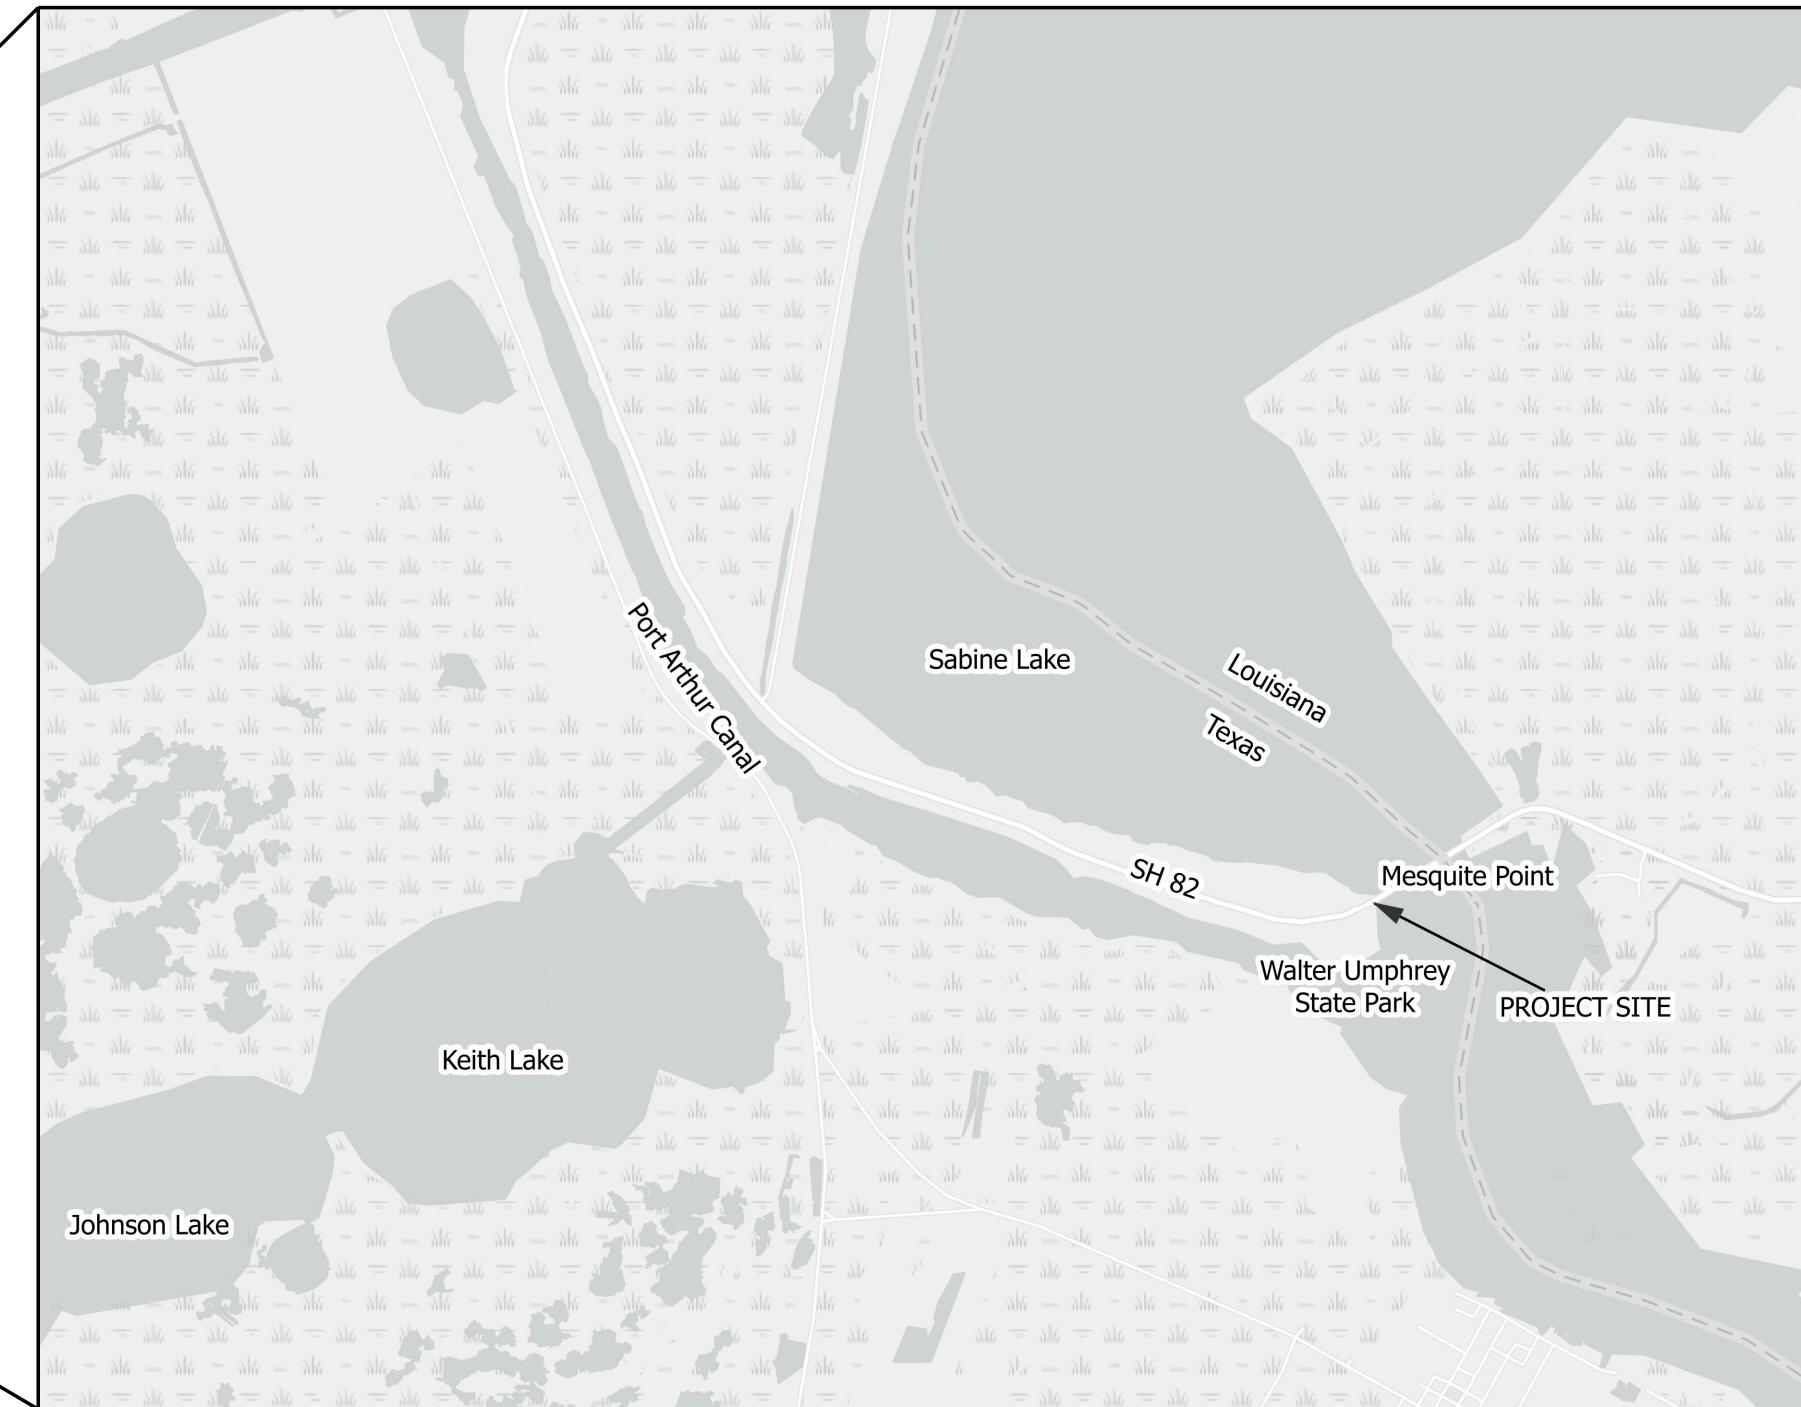 Port Arthur Canal
Sabine Lake
Louisiana
Texas
SH 82
Mesquite Point
Walter Umphrey
State Park
PROJECT SITE
Keith Lake
Johnson Lake